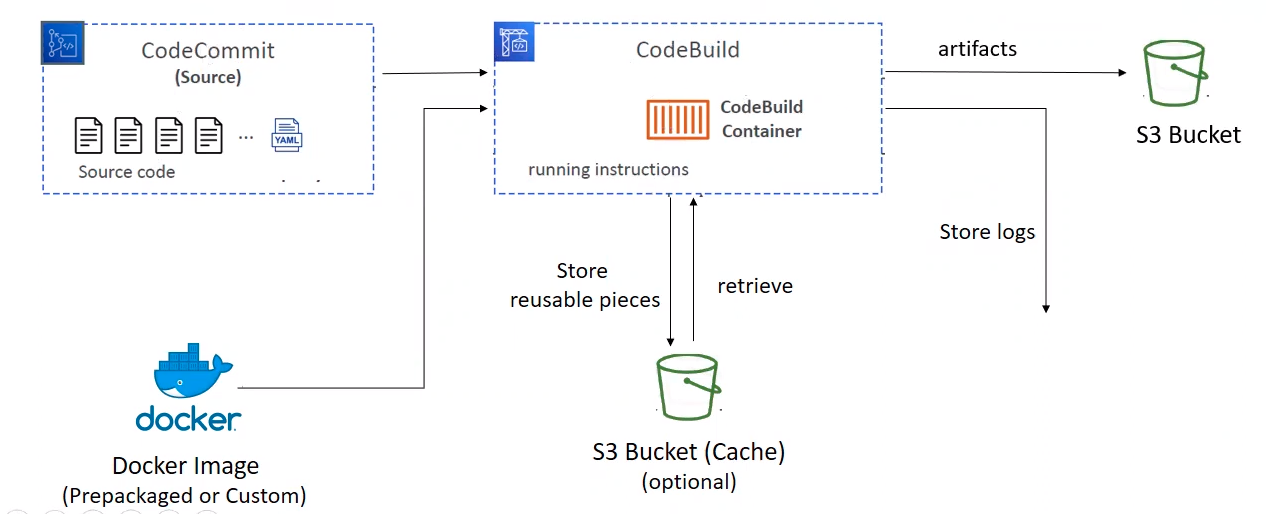 CodeCommit
(Source)
...
YAML
Source code
CodeBuild
CodeBuild
Container
running instructions
artifacts
S3 Bucket
Store logs
Store
reusable pieces
retrieve
docker
Docker Image
(Prepackaged or Custom)
S3 Bucket (Cache)
(optional)